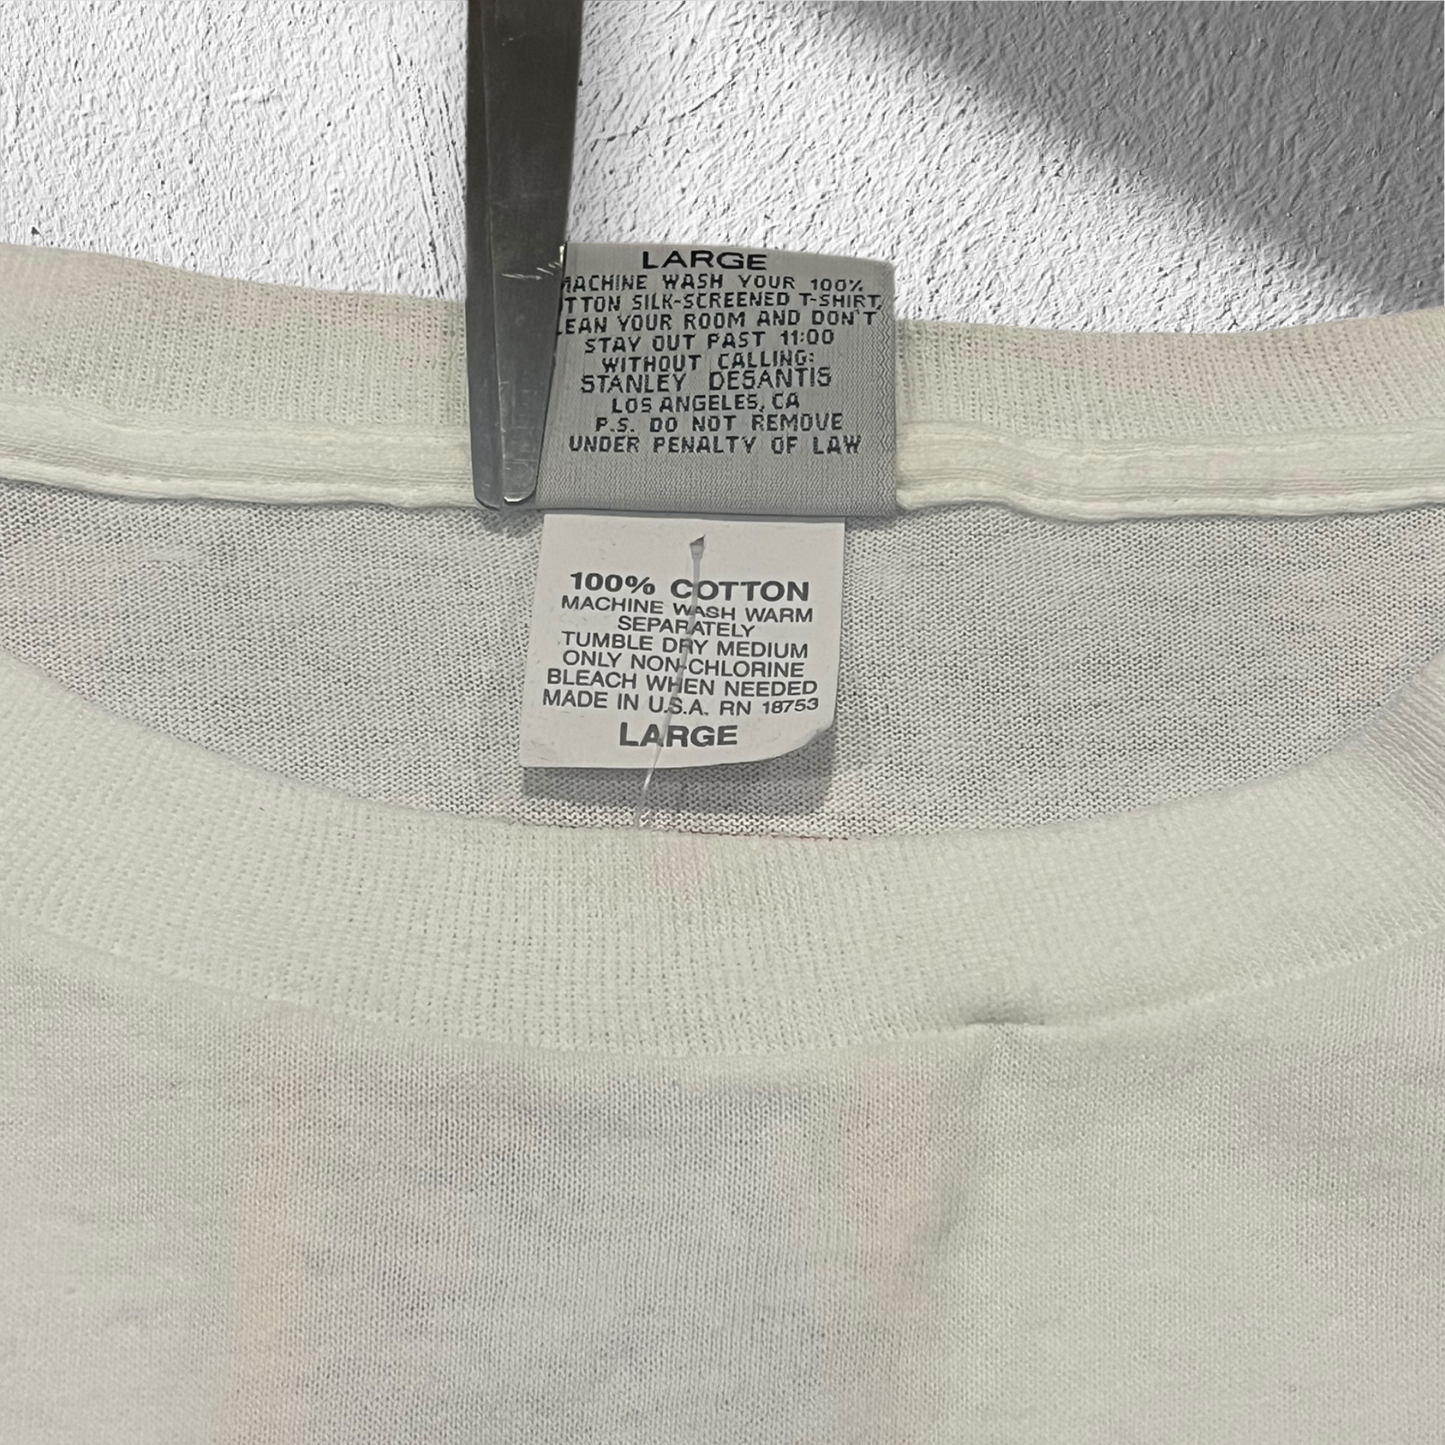 LARGE
MACHINE WASH YOUR 100%
TTON SILK-SCREENED T-SHIRT,
EAN YOUR ROOM AND DON'T
STAY OUT PAST 11:00
WITHOUT CALLING:
STANLEY DESANTIS
LOS ANGELES, CA
P.S. DO NOT REMOVE
UNDER PENALTY OF LAW
100% COTTON
MACHINE WASH WARM
SEPARATELY
TUMBLE DRY MEDIUM
ONLY NON-CHLORINE
BLEACH WHEN NEEDED
MADE IN U.S.A. RN 18753
LARGE